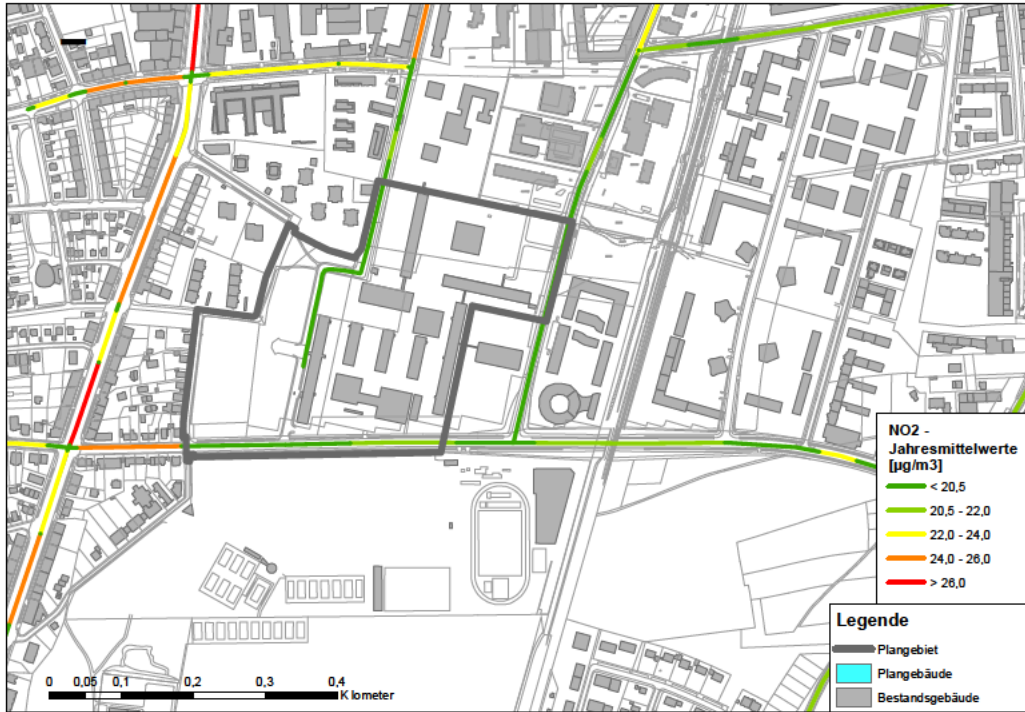 NO2 -
Jahresmittelwerte
[µg/m3]
< 20,5
20,5 - 22,0
22,0 - 24,0
24,0 - 26,0
> 26,0
Legende
Plangebiet
Plangebäude
Bestandsgebäude
0 0,05 0,1 0,2 0,3 0,4
Kilometer